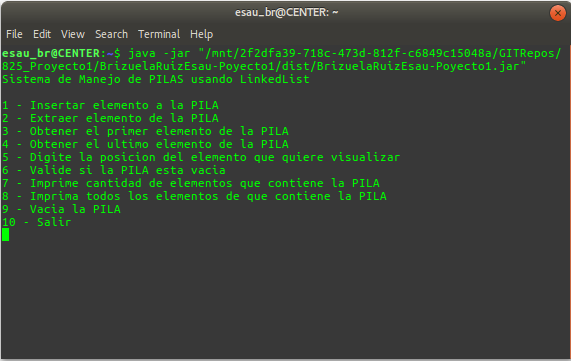 esau_br@CENTER: ~
File Edit View Search Terminal Help
esau_br@CENTER:~$ java -jar "/mnt/2f2dfa39-718c-473d-812f-c6849c15048a/GITRepos/
825_Proyecto1/BrizuelaRuizEsau-Poyecto1/dist/BrizuelaRuizEsau-Poyecto1.jar"
Sistema de Manejo de PILAS usando LinkedList
1 - Insertar elemento a la PILA
2 - Extraer elemento de la PILA
3 - Obtener el primer elemento de la PILA
4 - Obtener el ultimo elemento de la PILA
5 - Digite la posicion del elemento que quiere visualizar
6 - Valide si la PILA esta vacia
7 - Imprime cantidad de elementos que contiene la PILA
8 - Imprima todos los elementos de que contiene la PILA
9 - Vacia la PILA
10 - Salir